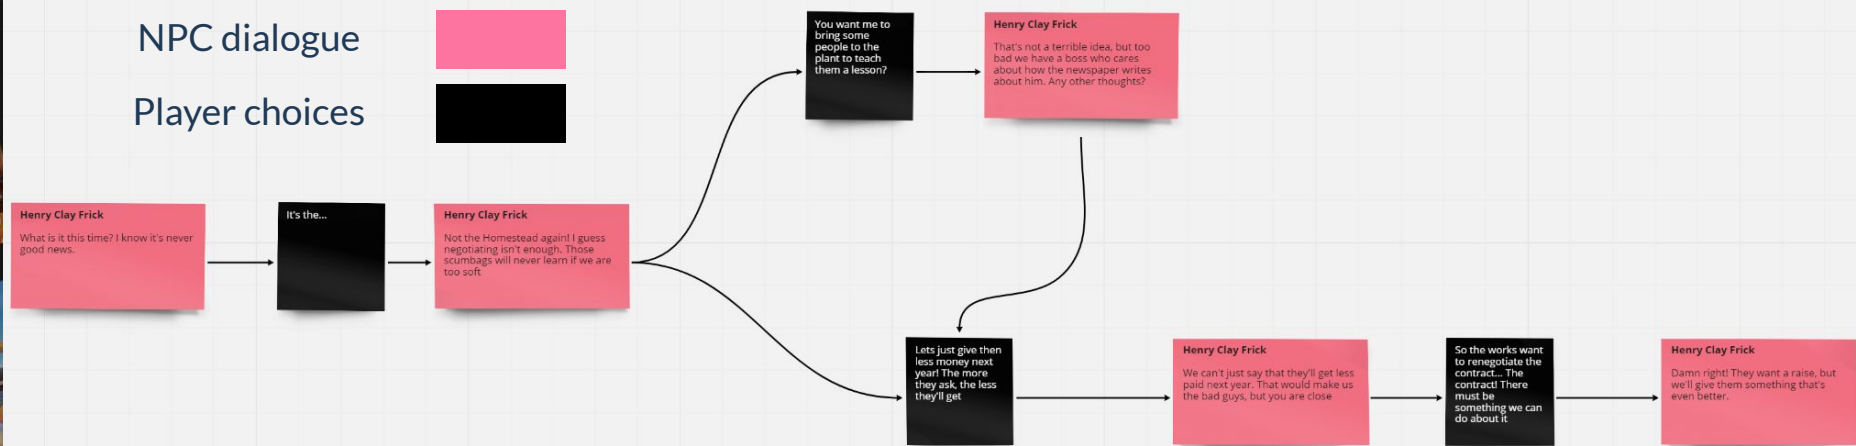 NPC dialogue
Player choices
You want me to
bring some
people to the
plant to teach
them a lesson?
Henry Clay Frick
That's not a terrible idea, but too
bad we have a boss who cares
about how the newspaper writes
about him. Any other thoughts?
Henry Clay Frick
What is it this time? I know it's never
good news.
It's the...
Henry Clay Frick
Not the Homestead again! I guess
negotiating isn't enough. Those
scumbags will never learn if we are
too soft
Lets just give then
less money next
year! The more
they ask, the less
they'll get
Henry Clay Frick
We can't just say that they'll get less
paid next year. That would make us
the bad guys, but you are close
So the works want
to renegotiate the
contract... The
contract! There
must be
something we can
do about it
Henry Clay Frick
Damn right! They want a raise, but
we'll give them something that's
even better.